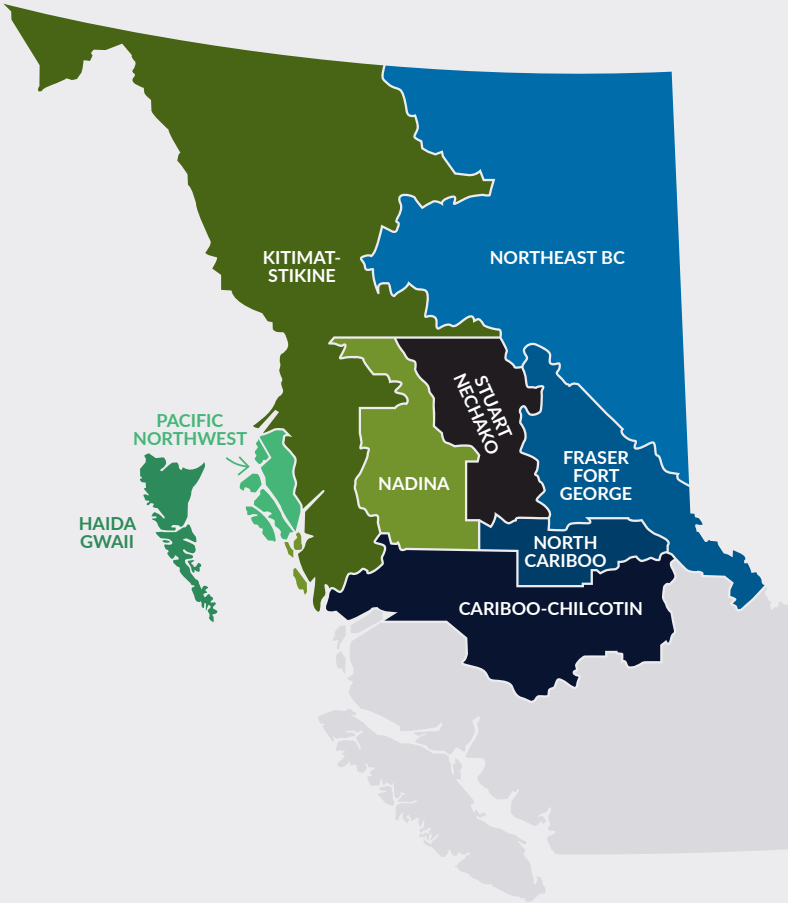 KITIMAT-
STIKINE
NORTHEAST BC
STUART
NECHAKO
PACIFIC
NORTHWEST
FRASER
FORT
GEORGE
NADINA
HAIDA
GWAII
NORTH
CARIBOO
CARIBOO-CHILCOTIN